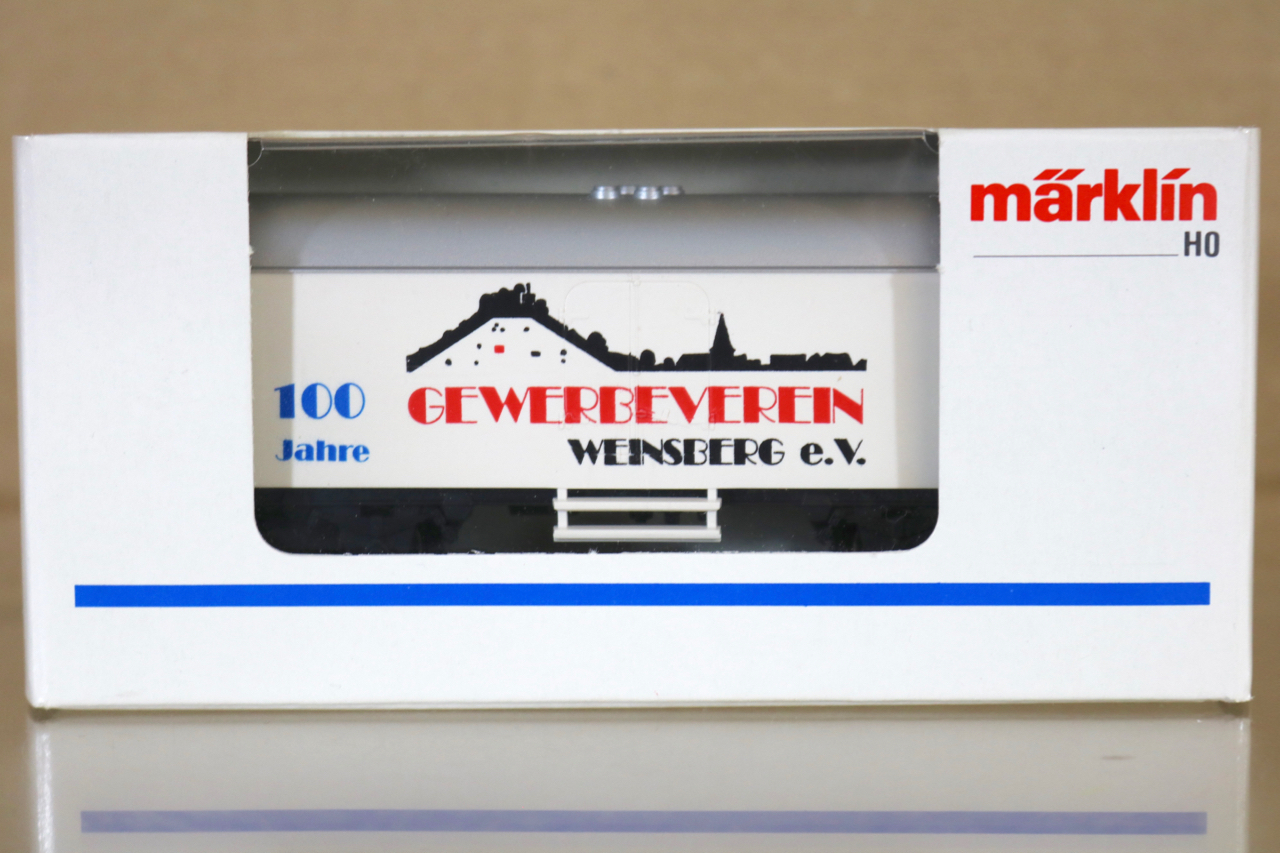 märklin
H0
100
Jahre
GEWERBEVEREIN
WEINSBERG e.V.